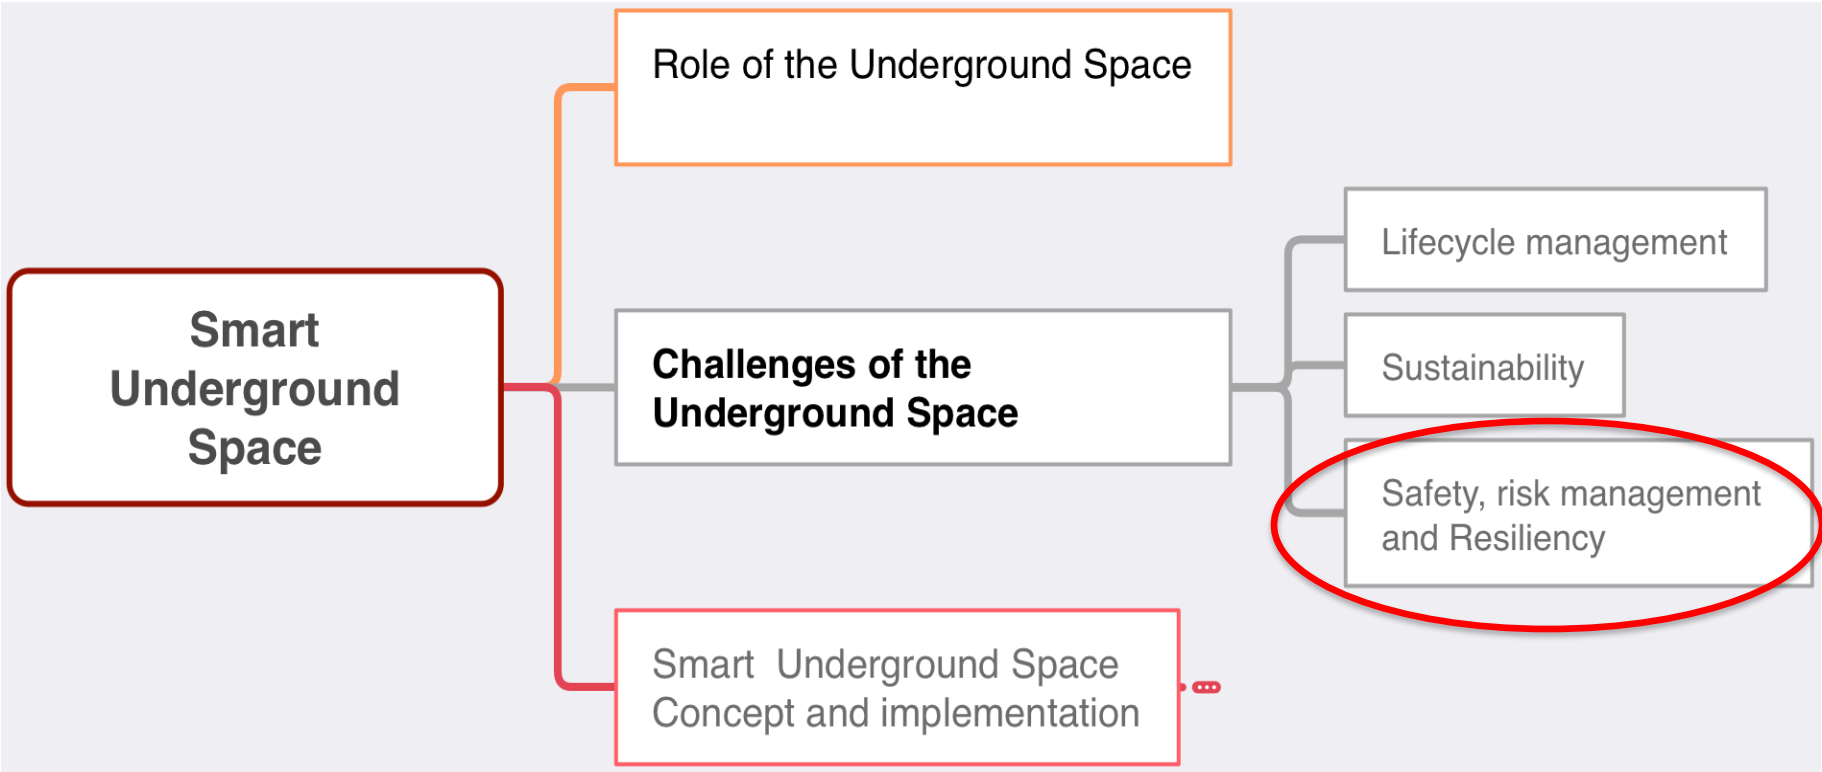 Role of the Underground Space
Smart
Underground
Space
Challenges of the
Underground Space
Lifecycle management
Sustainability
Safety, risk management
and Resiliency
Smart  Underground Space
Concept and implementation